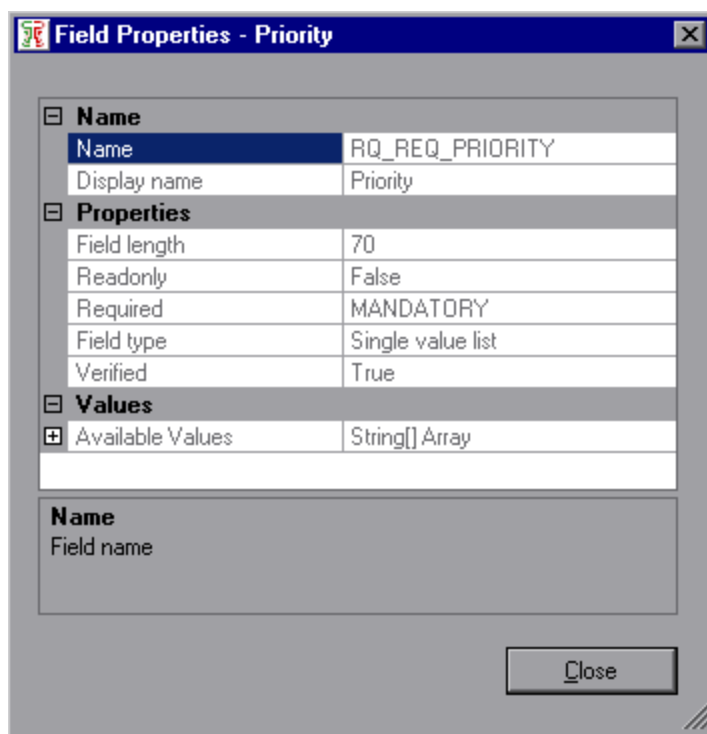 Field Properties - Priority
Name
Name RQ_REQ_PRIORITY
Display name Priority
Properties
Field length 70
Readonly False
Required MANDATORY
Field type Single value list
Verified True
Values
Available Values String[] Array
Name
Field name
Close